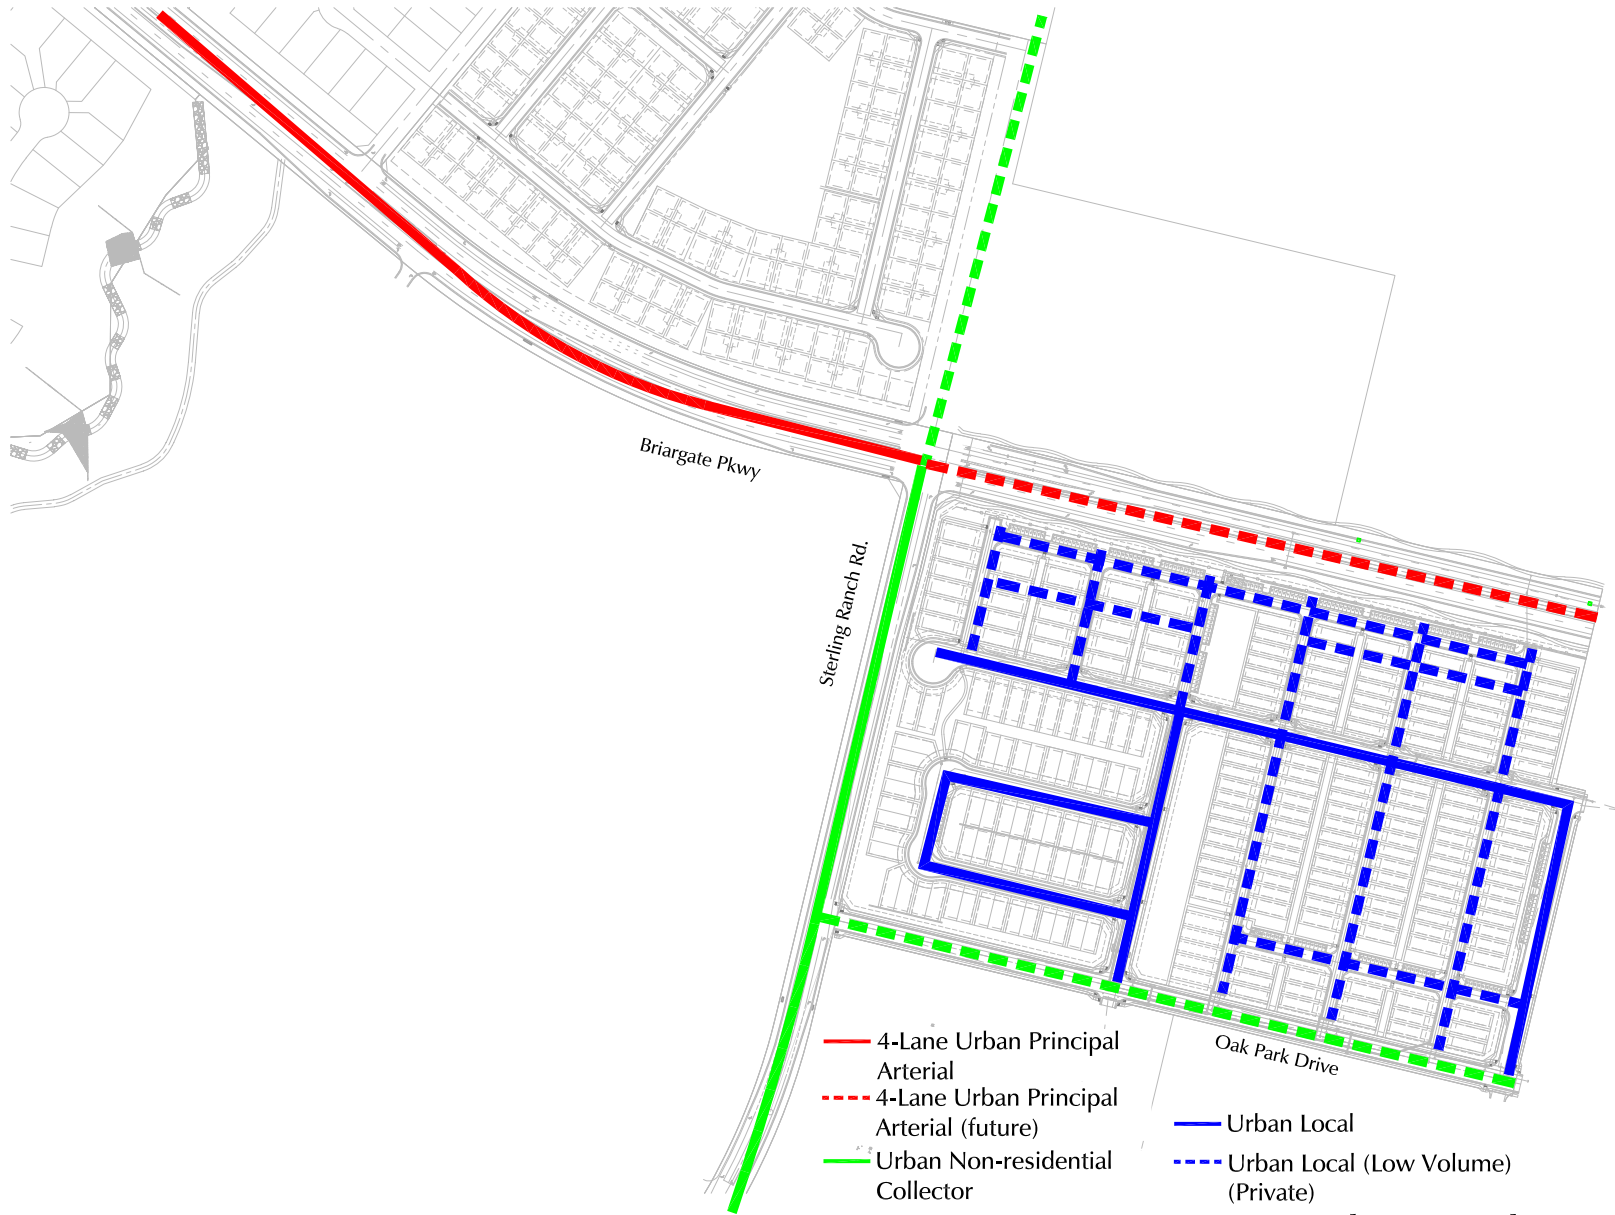 Briargate Pkwy
Sterling Ranch Rd.
Oak Park Drive
4-Lane Urban Principal
Arterial
4-Lane Urban Principal
Arterial (future)
Urban Non-residential
Collector
Urban Local
Urban Local (Low Volume)
(Private)